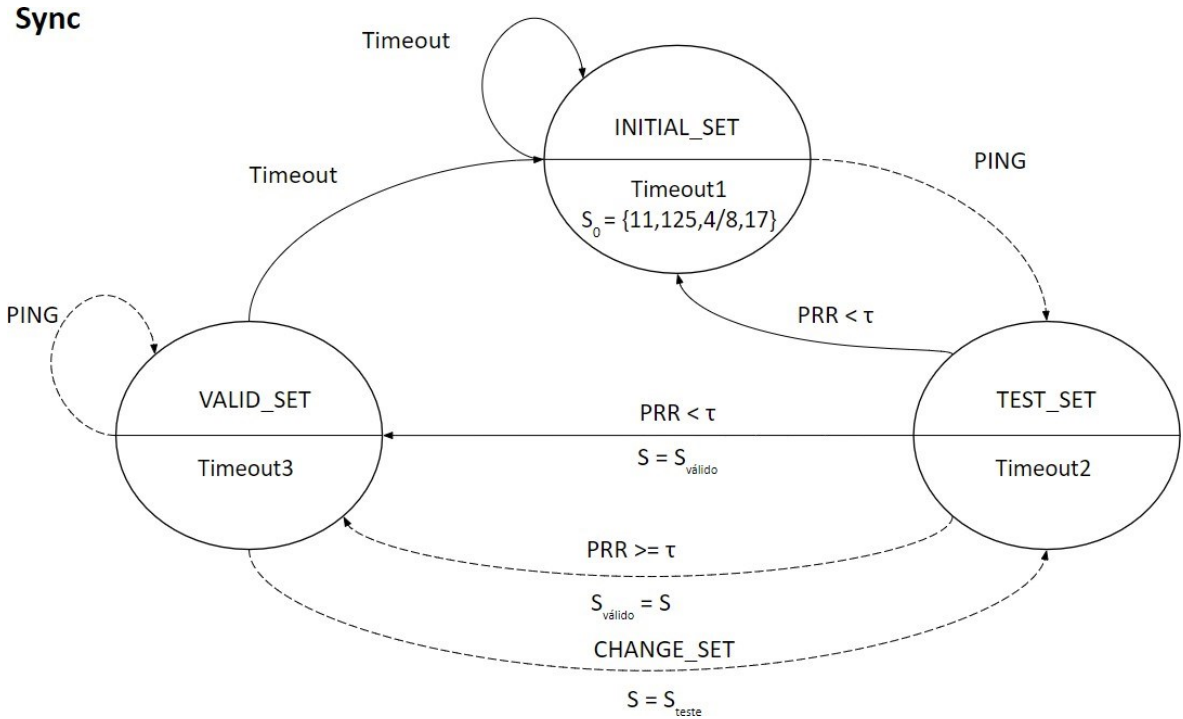 Sync
Timeout
INITIAL_SET
Timeout1
S₀ = {11,125,4/8,17}
Timeout
PING
PING
PRR < τ
VALID_SET
Timeout3
PRR < τ
S = Sválido
TEST_SET
Timeout2
PRR >= τ
Sválido = S
CHANGE_SET
S = Steste